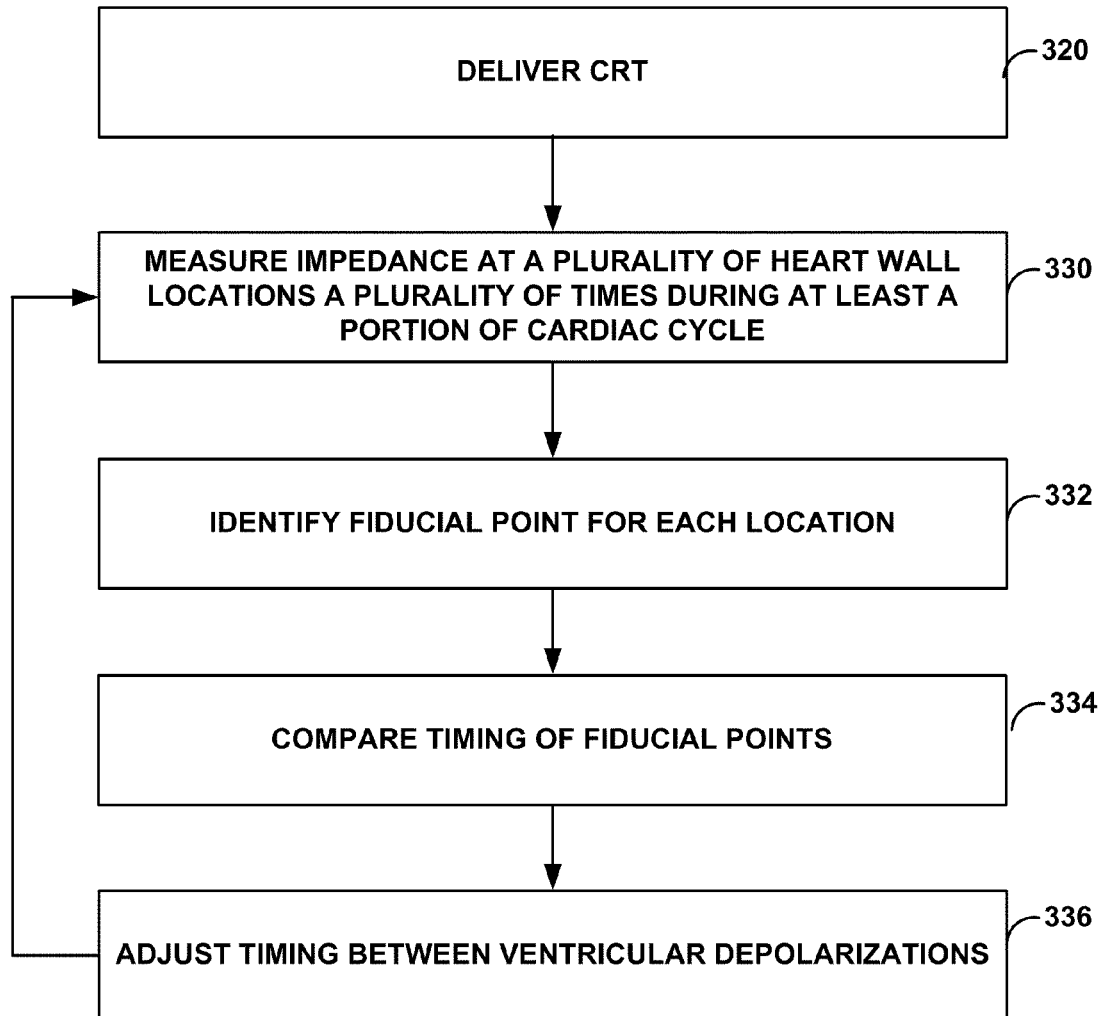 DELIVER CRT
320
MEASURE IMPEDANCE AT A PLURALITY OF HEART WALL
LOCATIONS A PLURALITY OF TIMES DURING AT LEAST A
PORTION OF CARDIAC CYCLE
330
IDENTIFY FIDUCIAL POINT FOR EACH LOCATION
332
COMPARE TIMING OF FIDUCIAL POINTS
334
ADJUST TIMING BETWEEN VENTRICULAR DEPOLARIZATIONS
336